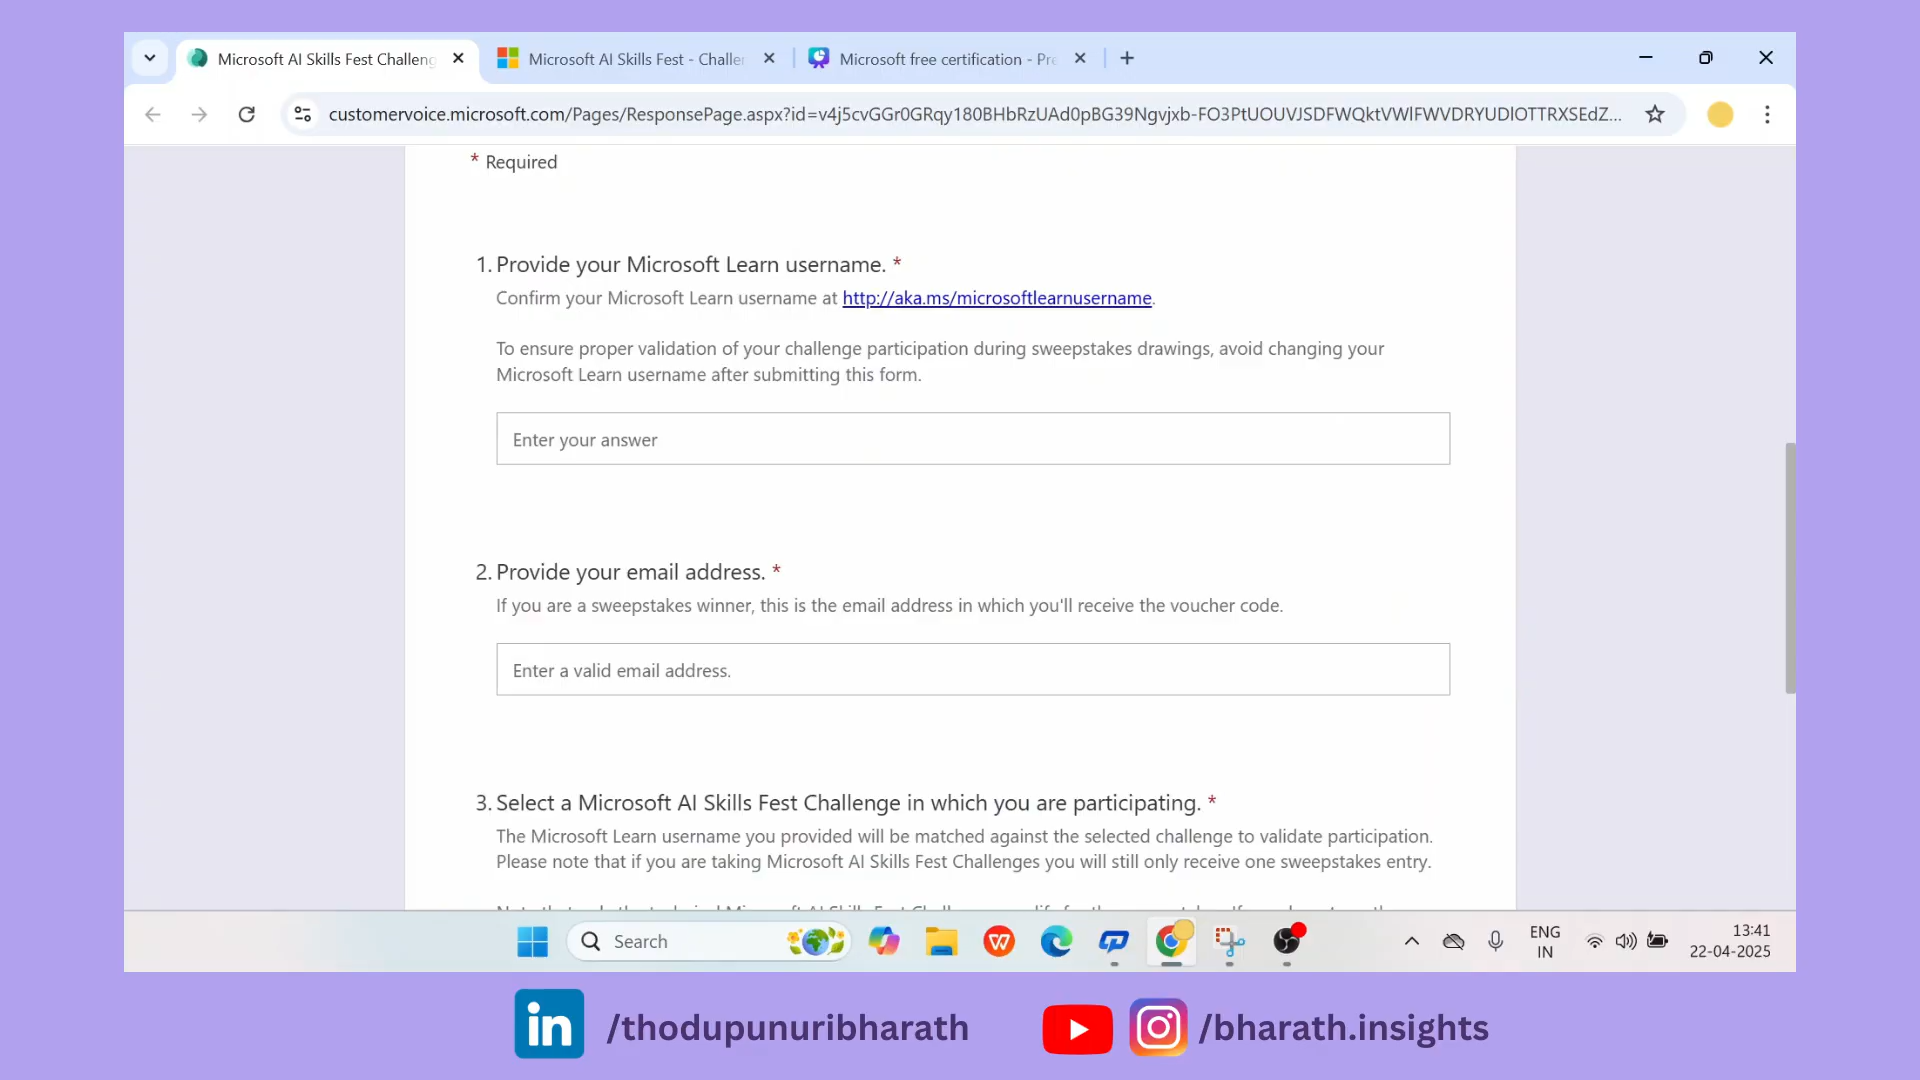 Microsoft AI Skills Fest Challeng
Microsoft AI Skills Fest - Challe
Microsoft free certification - Pre
customervoice.microsoft.com/Pages/ResponsePage.aspx?id=v4j5cvGGr0GRqy180BHbRzUAd0pBG39Ngvjxb-FO3PtUOUVJSDFWQktVWlFWVDRYUDlOTTRXSEdZ...
* Required
1. Provide your Microsoft Learn username. *
Confirm your Microsoft Learn username at http://aka.ms/microsoftlearnusername.
To ensure proper validation of your challenge participation during sweepstakes drawings, avoid changing your
Microsoft Learn username after submitting this form.
Enter your answer
2. Provide your email address. *
If you are a sweepstakes winner, this is the email address in which you'll receive the voucher code.
Enter a valid email address.
3. Select a Microsoft AI Skills Fest Challenge in which you are participating. *
The Microsoft Learn username you provided will be matched against the selected challenge to validate participation.
Please note that if you are taking Microsoft AI Skills Fest Challenges you will still only receive one sweepstakes entry.
Search
ENG
IN
13:41
22-04-2025
in
/thodupunuribharath
/bharath.insights